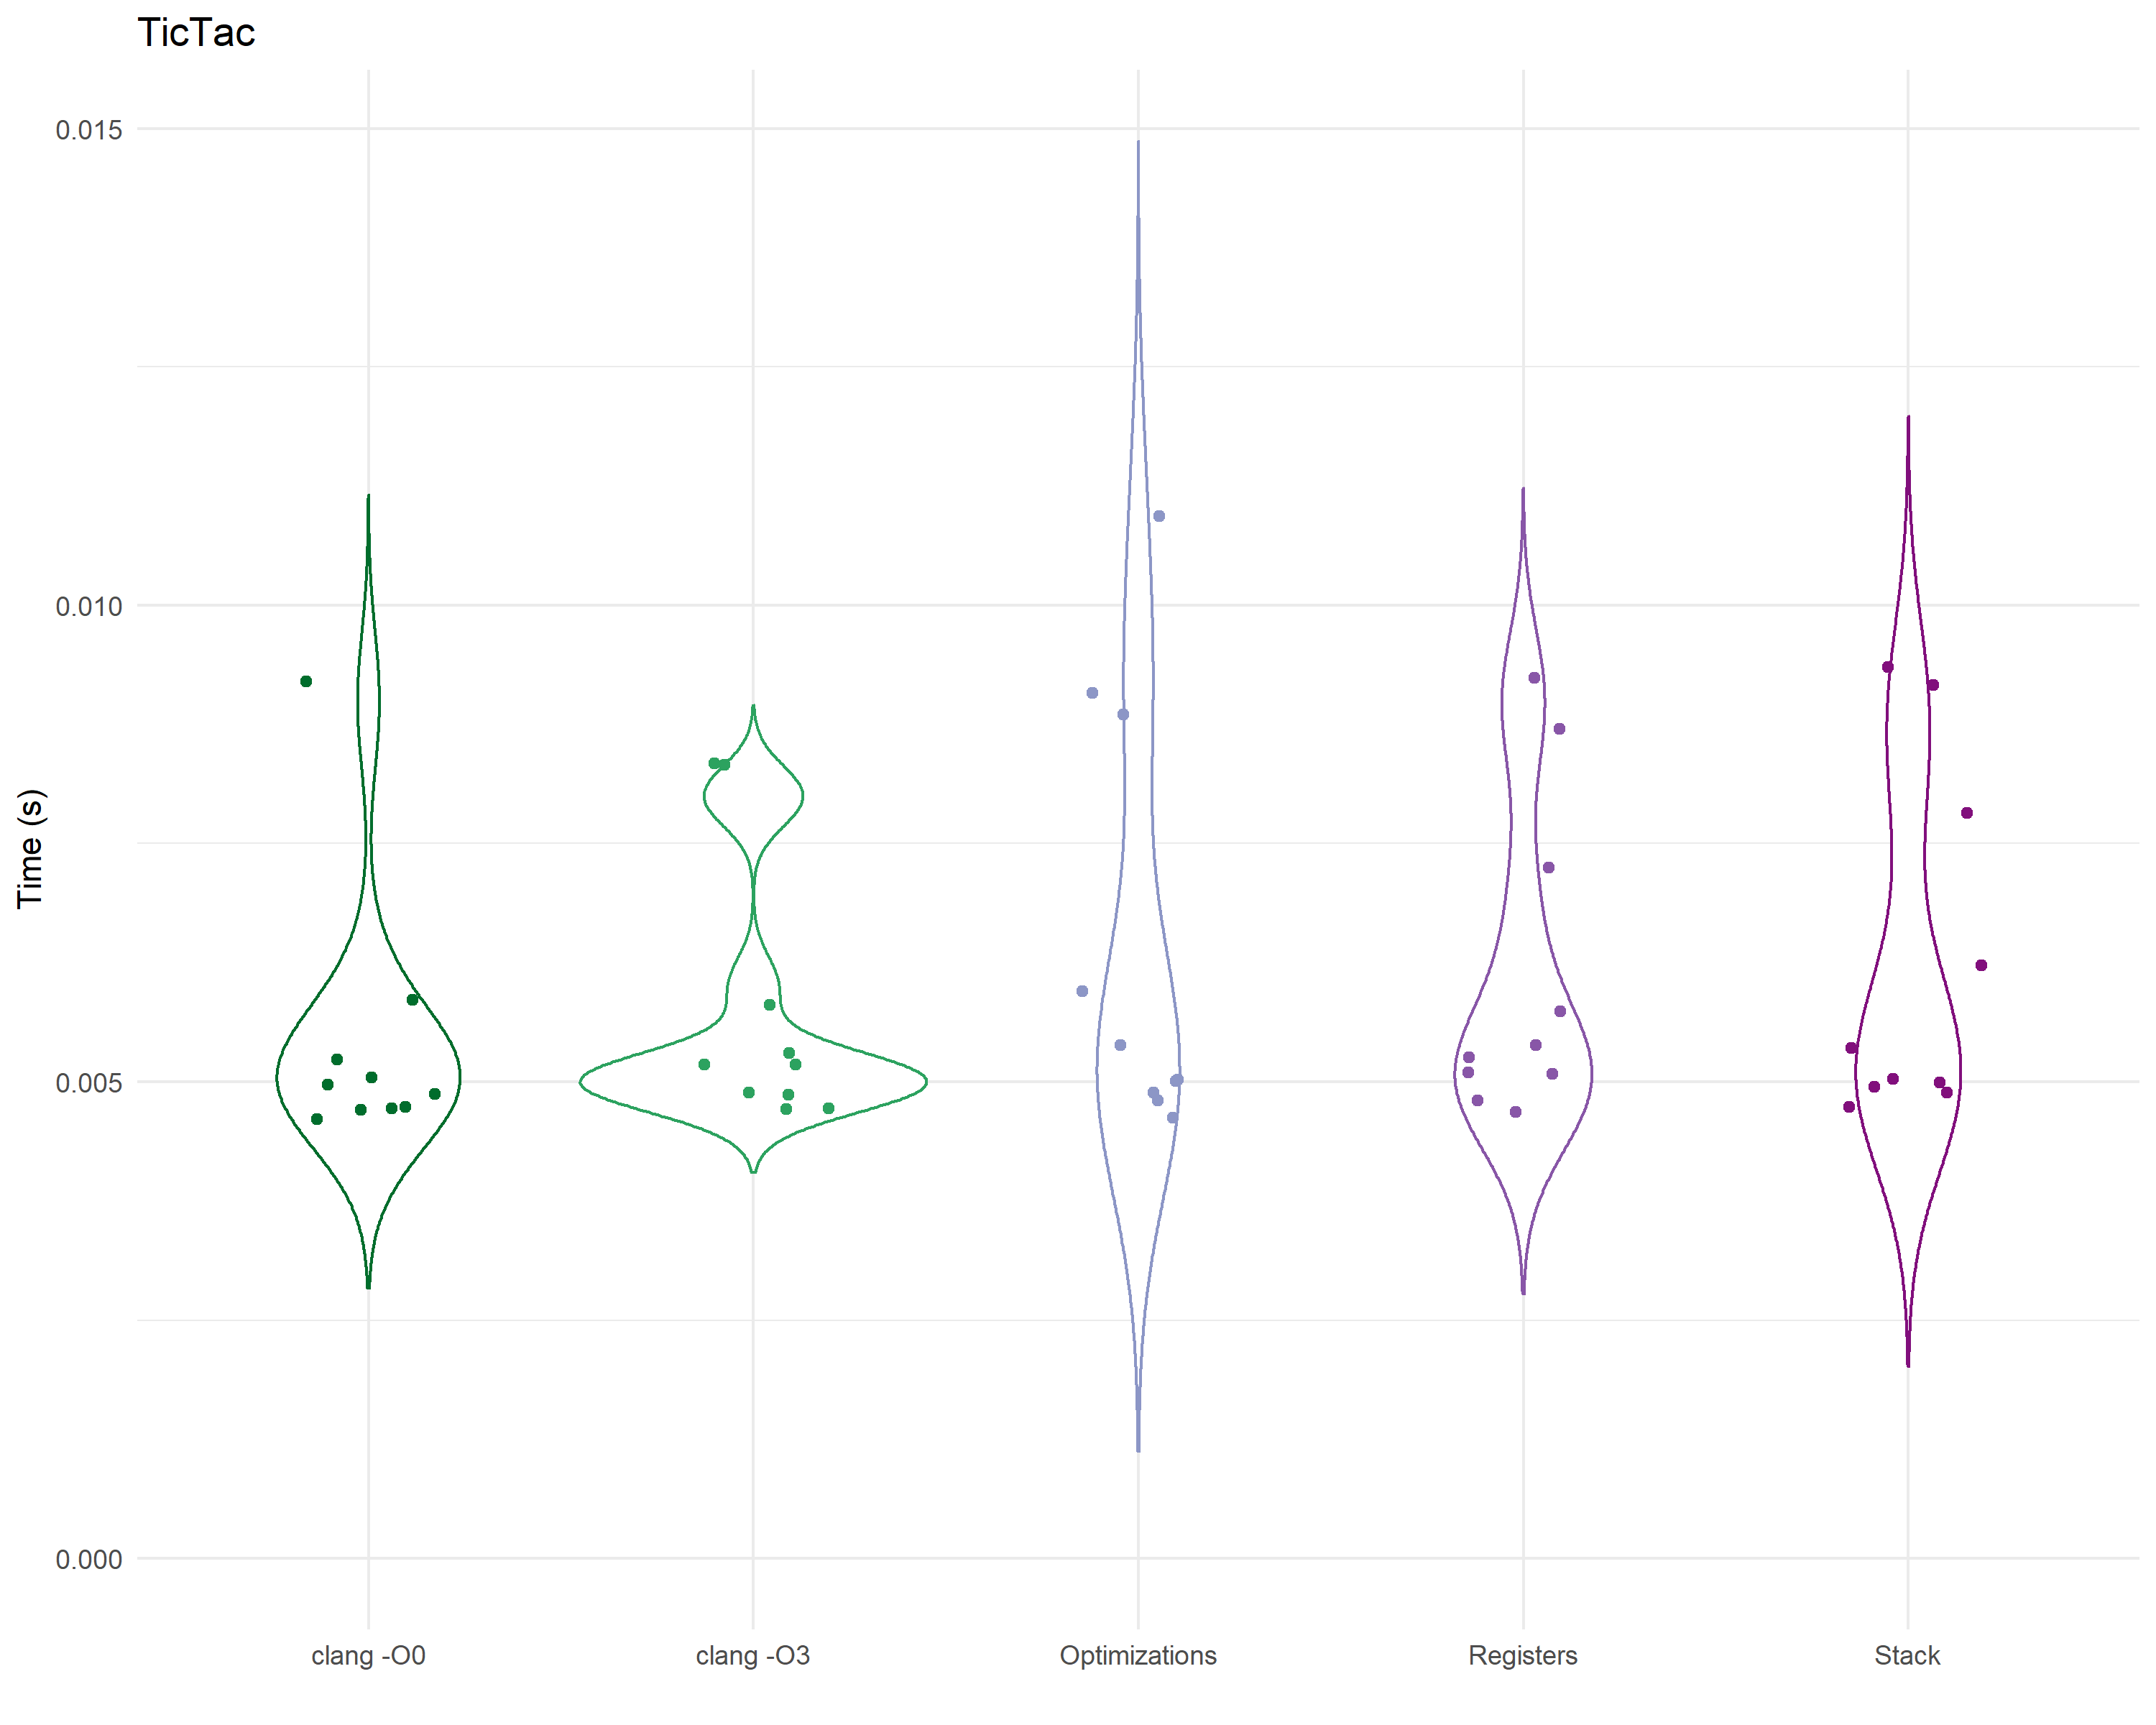 TicTac
0.015
0.010
0.005
0.000
Time (s)
clang -O0
clang -O3
Optimizations
Registers
Stack